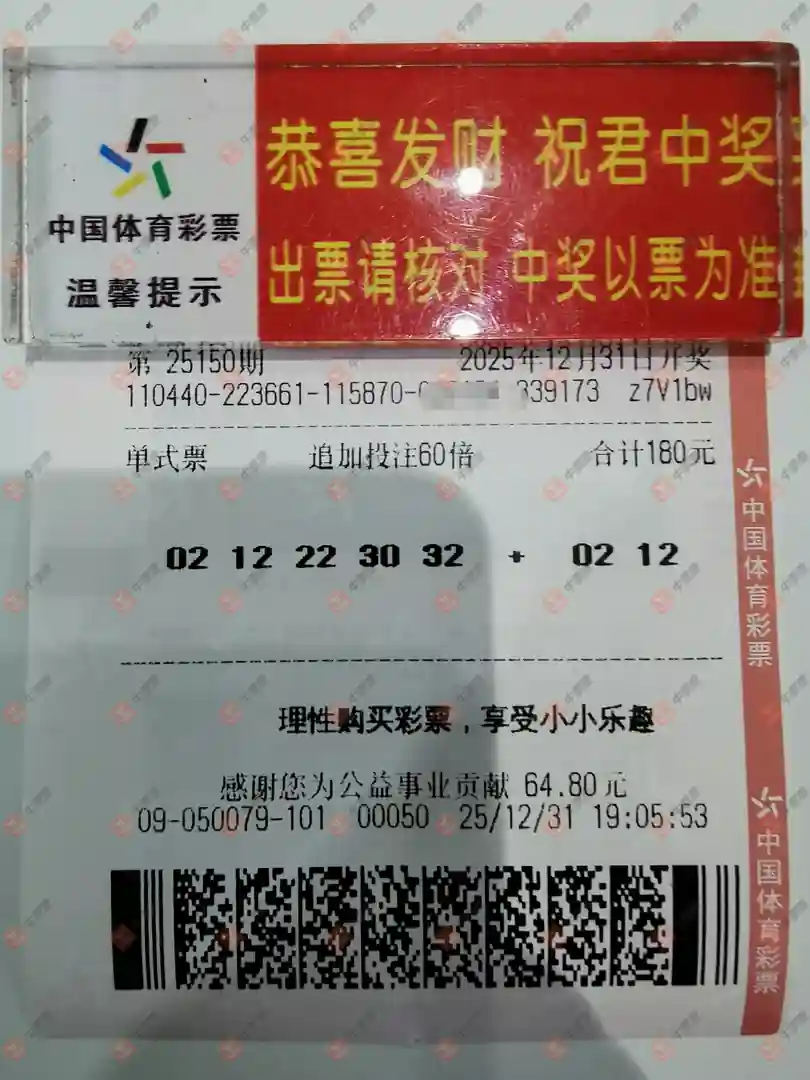 恭喜发财 祝君中奖
中国体育彩票
温馨提示
出票请核对 中奖以票为准
第 25150期 2025年12月31日开奖
110440-223661-115870- 339173 z7V1bw
单式票 追加投注60倍 合计180元
02 12 22 30 32 + 02 12
理性购买彩票，享受小小乐趣
感谢您为公益事业贡献 64.80元
09-050079-101 00050 25/12/31 19:05:53
中国体育彩票
中国体育彩票